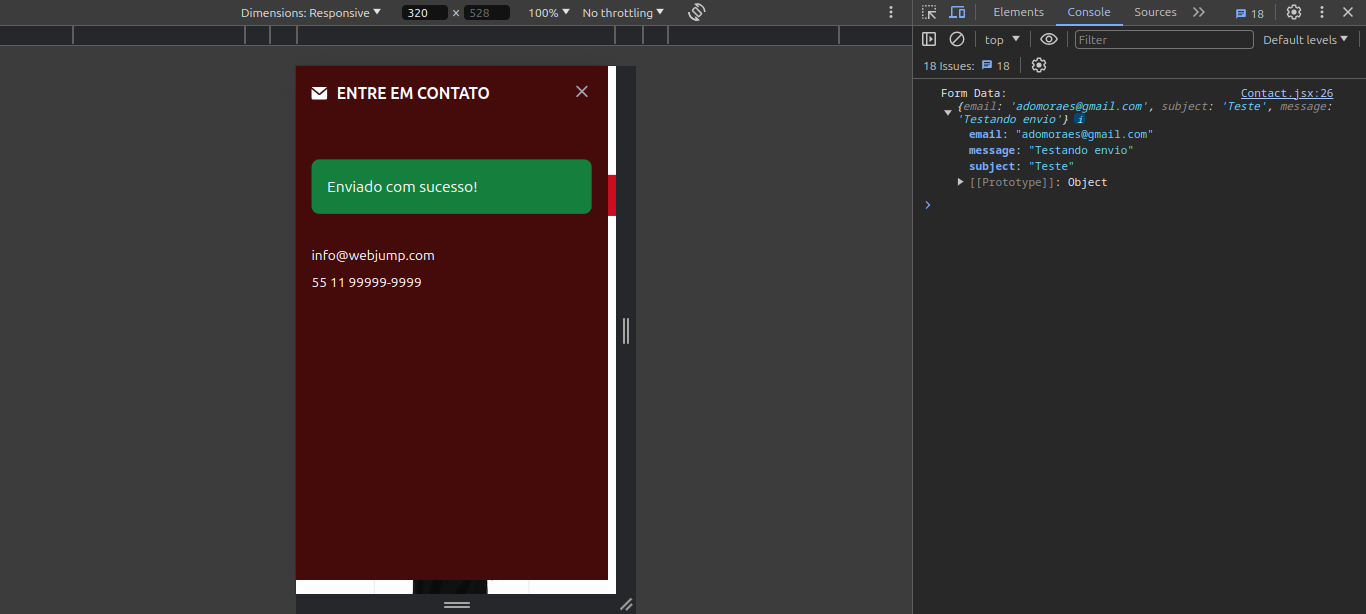 Dimensions: Responsive 320 × 528 100% No throttling
Elements Console Sources 18
top Filter Default levels
18 Issues: 18
ENTRE EM CONTATO
Enviado com sucesso!
info@webjump.com
55 11 99999-9999
Form Data: Contact.jsx:26
{email: 'adomoraes@gmail.com', subject: 'Teste', message:
'Testando envio'} i
email: "adomoraes@gmail.com"
message: "Testando envio"
subject: "Teste"
[[Prototype]]: Object